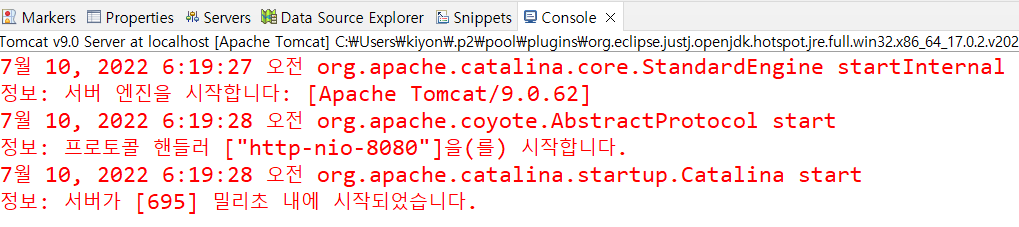 Markers Properties Servers Data Source Explorer Snippets Console
Tomcat v9.0 Server at localhost [Apache Tomcat] C:₩Users₩kiyon₩.p2₩pool₩plugins₩org.eclipse.justj.openjdk.hotspot.jre.full.win32.x86_64_17.0.2.v202
7월 10, 2022 6:19:27 오전 org.apache.catalina.core.StandardEngine startInternal
정보: 서버 엔진을 시작합니다: [Apache Tomcat/9.0.62]
7월 10, 2022 6:19:28 오전 org.apache.coyote.AbstractProtocol start
정보: 프로토콜 핸들러 ["http-nio-8080"]을(를) 시작합니다.
7월 10, 2022 6:19:28 오전 org.apache.catalina.startup.Catalina start
정보: 서버가 [695] 밀리초 내에 시작되었습니다.